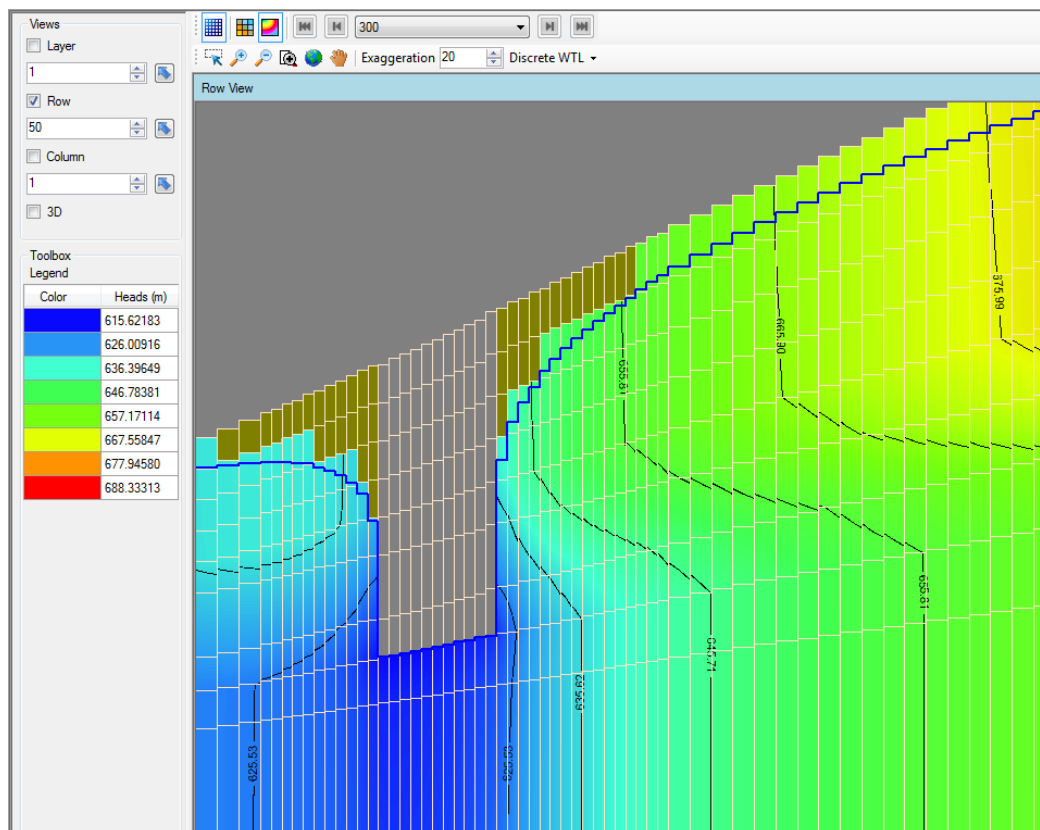 Views
Layer
1
Row
50
Column
1
3D
Toolbox
Legend
Color Heads (m)
615.62183
626.00916
636.39649
646.78381
657.17114
667.55847
677.94580
688.33313
300
Exaggeration 20 Discrete WTL
Row View
675.99
665.90
655.81
655.81
645.71
635.62
625.53
625.53